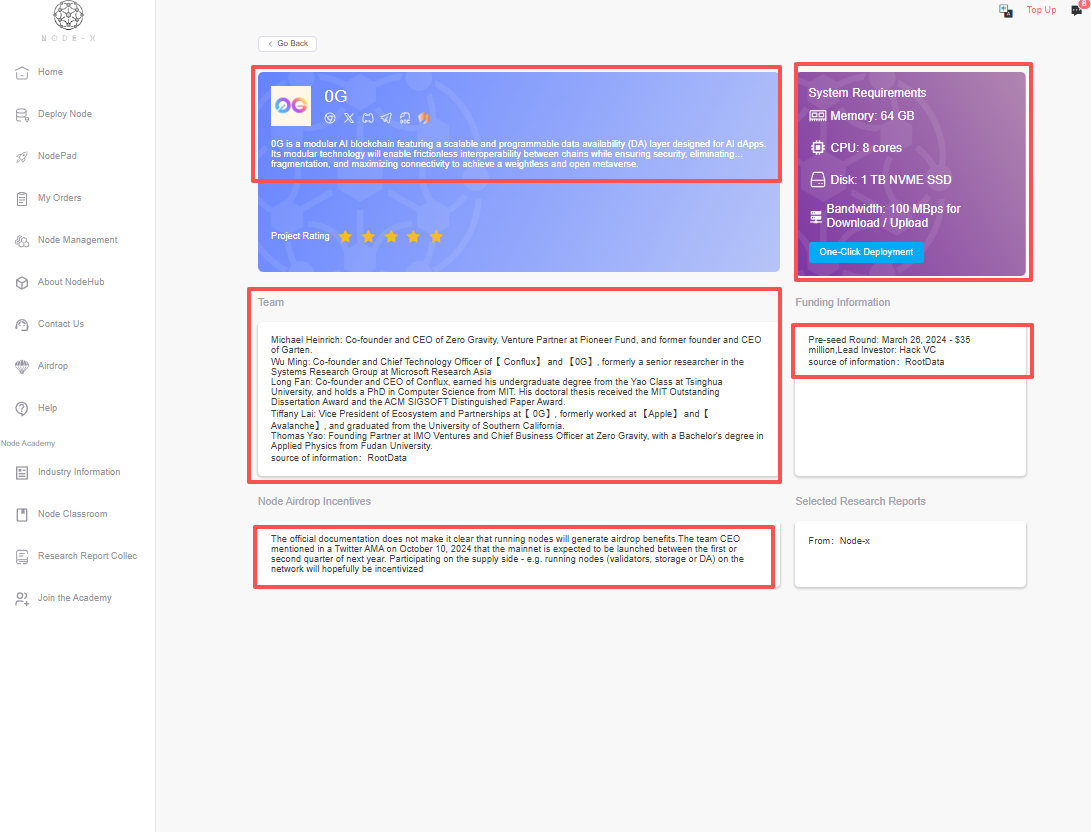 NODE-X
Home
Deploy Node
NodePad
My Orders
Node Management
About NodeHub
Contact Us
Airdrop
Help
Node Academy
Industry Information
Node Classroom
Research Report Collec
Join the Academy
Top Up
8
Go Back
0G
0G
DOC
0G is a modular AI blockchain featuring a scalable and programmable data availability (DA) layer designed for AI dApps.
Its modular technology will enable frictionless interoperability between chains while ensuring security, eliminating...
fragmentation, and maximizing connectivity to achieve a weightless and open metaverse.
Project Rating
System Requirements
Memory: 64 GB
CPU: 8 cores
Disk: 1 TB NVME SSD
Bandwidth: 100 MBps for
Download / Upload
One-Click Deployment
Team
Michael Heinrich: Co-founder and CEO of Zero Gravity, Venture Partner at Pioneer Fund, and former founder and CEO
of Garten.
Wu Ming: Co-founder and Chief Technology Officer of【 Conflux】 and 【0G】, formerly a senior researcher in the
Systems Research Group at Microsoft Research Asia
Long Fan: Co-founder and CEO of Conflux, earned his undergraduate degree from the Yao Class at Tsinghua
University, and holds a PhD in Computer Science from MIT. His doctoral thesis received the MIT Outstanding
Dissertation Award and the ACM SIGSOFT Distinguished Paper Award.
Tiffany Lai: Vice President of Ecosystem and Partnerships at【 0G】, formerly worked at 【Apple】 and【
Avalanche】, and graduated from the University of Southern California.
Thomas Yao: Founding Partner at IMO Ventures and Chief Business Officer at Zero Gravity, with a Bachelor's degree in
Applied Physics from Fudan University.
source of information：RootData
Funding Information
Pre-seed Round: March 26, 2024 - $35
million,Lead Investor: Hack VC
source of information：RootData
Node Airdrop Incentives
The official documentation does not make it clear that running nodes will generate airdrop benefits.The team CEO
mentioned in a Twitter AMA on October 10, 2024 that the mainnet is expected to be launched between the first or
second quarter of next year. Participating on the supply side - e.g. running nodes (validators, storage or DA) on the
network will hopefully be incentivized
Selected Research Reports
From：Node-x